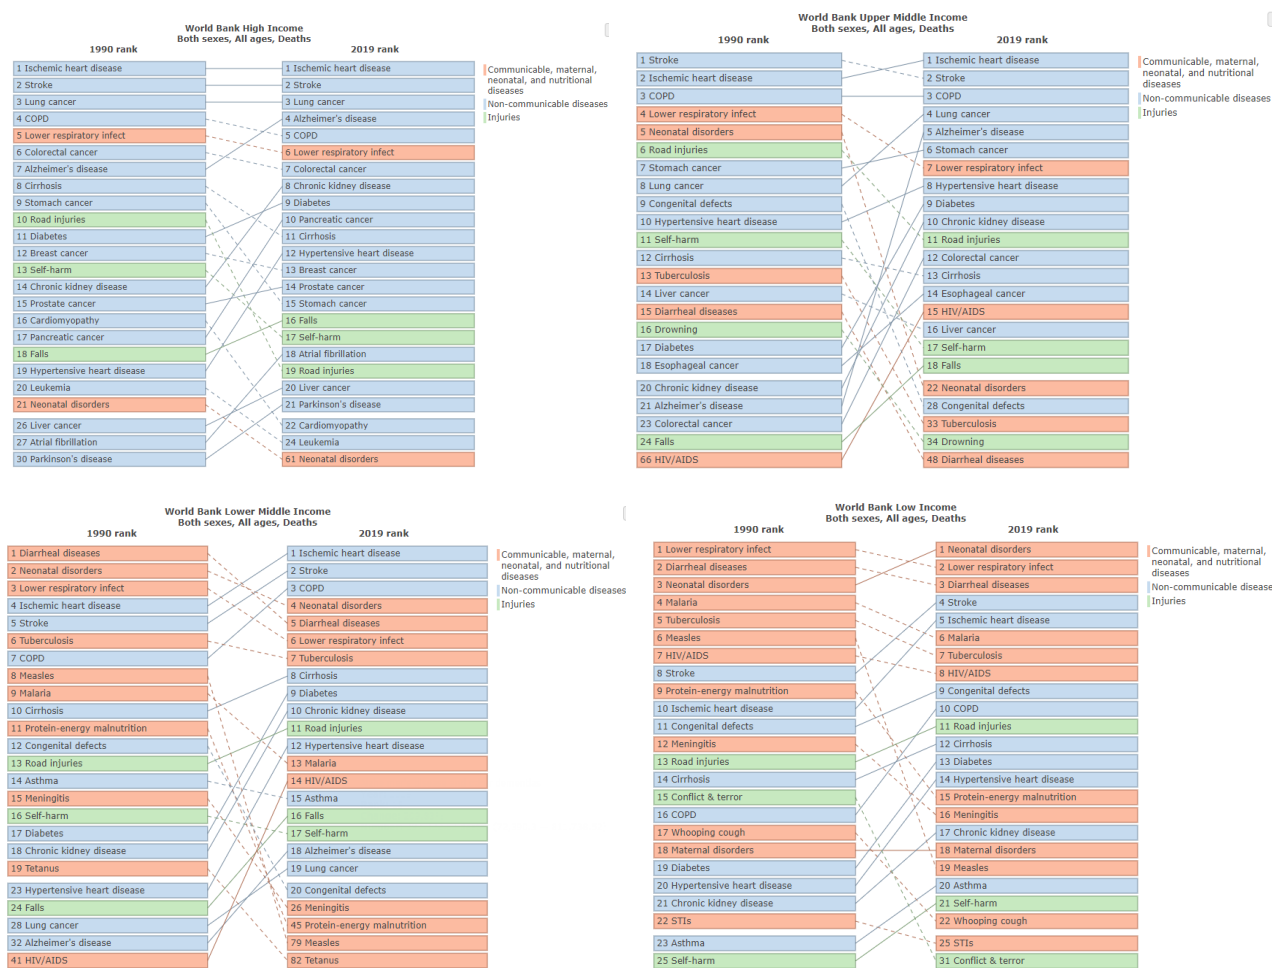 World Bank High Income
Both sexes, All ages, Deaths
1990 rank
2019 rank
1 Ischemic heart disease
2 Stroke
3 Lung cancer
4 COPD
5 Lower respiratory infect
6 Colorectal cancer
7 Alzheimer's disease
8 Cirrhosis
9 Stomach cancer
10 Road injuries
11 Diabetes
12 Breast cancer
13 Self-harm
14 Chronic kidney disease
15 Prostate cancer
16 Cardiomyopathy
17 Pancreatic cancer
18 Falls
19 Hypertensive heart disease
20 Leukemia
21 Neonatal disorders
26 Liver cancer
27 Atrial fibrillation
30 Parkinson's disease
1 Ischemic heart disease
2 Stroke
3 Lung cancer
4 Alzheimer's disease
5 COPD
6 Lower respiratory infect
7 Colorectal cancer
8 Chronic kidney disease
9 Diabetes
10 Pancreatic cancer
11 Cirrhosis
12 Hypertensive heart disease
13 Breast cancer
14 Prostate cancer
15 Stomach cancer
16 Falls
17 Self-harm
18 Atrial fibrillation
19 Road injuries
20 Liver cancer
21 Parkinson's disease
22 Cardiomyopathy
24 Leukemia
61 Neonatal disorders
Communicable, maternal,
neonatal, and nutritional
diseases
Non-communicable diseases
Injuries
World Bank Upper Middle Income
Both sexes, All ages, Deaths
1990 rank
2019 rank
1 Stroke
2 Ischemic heart disease
3 COPD
4 Lower respiratory infect
5 Neonatal disorders
6 Road injuries
7 Stomach cancer
8 Lung cancer
9 Congenital defects
10 Hypertensive heart disease
11 Self-harm
12 Cirrhosis
13 Tuberculosis
14 Liver cancer
15 Diarrheal diseases
16 Drowning
17 Diabetes
18 Esophageal cancer
20 Chronic kidney disease
21 Alzheimer's disease
23 Colorectal cancer
24 Falls
66 HIV/AIDS
1 Ischemic heart disease
2 Stroke
3 COPD
4 Lung cancer
5 Alzheimer's disease
6 Stomach cancer
7 Lower respiratory infect
8 Hypertensive heart disease
9 Diabetes
10 Chronic kidney disease
11 Road injuries
12 Colorectal cancer
13 Cirrhosis
14 Esophageal cancer
15 HIV/AIDS
16 Liver cancer
17 Self-harm
18 Falls
22 Neonatal disorders
28 Congenital defects
33 Tuberculosis
34 Drowning
48 Diarrheal diseases
Communicable, maternal,
neonatal, and nutritional
diseases
Non-communicable diseases
Injuries
World Bank Lower Middle Income
Both sexes, All ages, Deaths
1990 rank
2019 rank
1 Diarrheal diseases
2 Neonatal disorders
3 Lower respiratory infect
4 Ischemic heart disease
5 Stroke
6 Tuberculosis
7 COPD
8 Measles
9 Malaria
10 Cirrhosis
11 Protein-energy malnutrition
12 Congenital defects
13 Road injuries
14 Asthma
15 Meningitis
16 Self-harm
17 Diabetes
18 Chronic kidney disease
19 Tetanus
23 Hypertensive heart disease
24 Falls
28 Lung cancer
32 Alzheimer's disease
41 HIV/AIDS
1 Ischemic heart disease
2 Stroke
3 COPD
4 Neonatal disorders
5 Diarrheal diseases
6 Lower respiratory infect
7 Tuberculosis
8 Cirrhosis
9 Diabetes
10 Chronic kidney disease
11 Road injuries
12 Hypertensive heart disease
13 Malaria
14 HIV/AIDS
15 Asthma
16 Falls
17 Self-harm
18 Alzheimer's disease
19 Lung cancer
20 Congenital defects
26 Meningitis
45 Protein-energy malnutrition
79 Measles
82 Tetanus
Communicable, maternal,
neonatal, and nutritional
diseases
Non-communicable diseases
Injuries
World Bank Low Income
Both sexes, All ages, Deaths
1990 rank
2019 rank
1 Lower respiratory infect
2 Diarrheal diseases
3 Neonatal disorders
4 Malaria
5 Tuberculosis
6 Measles
7 HIV/AIDS
8 Stroke
9 Protein-energy malnutrition
10 Ischemic heart disease
11 Congenital defects
12 Meningitis
13 Road injuries
14 Cirrhosis
15 Conflict & terror
16 COPD
17 Whooping cough
18 Maternal disorders
19 Diabetes
20 Hypertensive heart disease
21 Chronic kidney disease
22 STIs
23 Asthma
25 Self-harm
1 Neonatal disorders
2 Lower respiratory infect
3 Diarrheal diseases
4 Stroke
5 Ischemic heart disease
6 Malaria
7 Tuberculosis
8 HIV/AIDS
9 Congenital defects
10 COPD
11 Road injuries
12 Cirrhosis
13 Diabetes
14 Hypertensive heart disease
15 Protein-energy malnutrition
16 Meningitis
17 Chronic kidney disease
18 Maternal disorders
19 Measles
20 Asthma
21 Self-harm
22 Whooping cough
25 STIs
31 Conflict & terror
Communicable, maternal,
neonatal, and nutritional
diseases
Non-communicable disease
Injuries